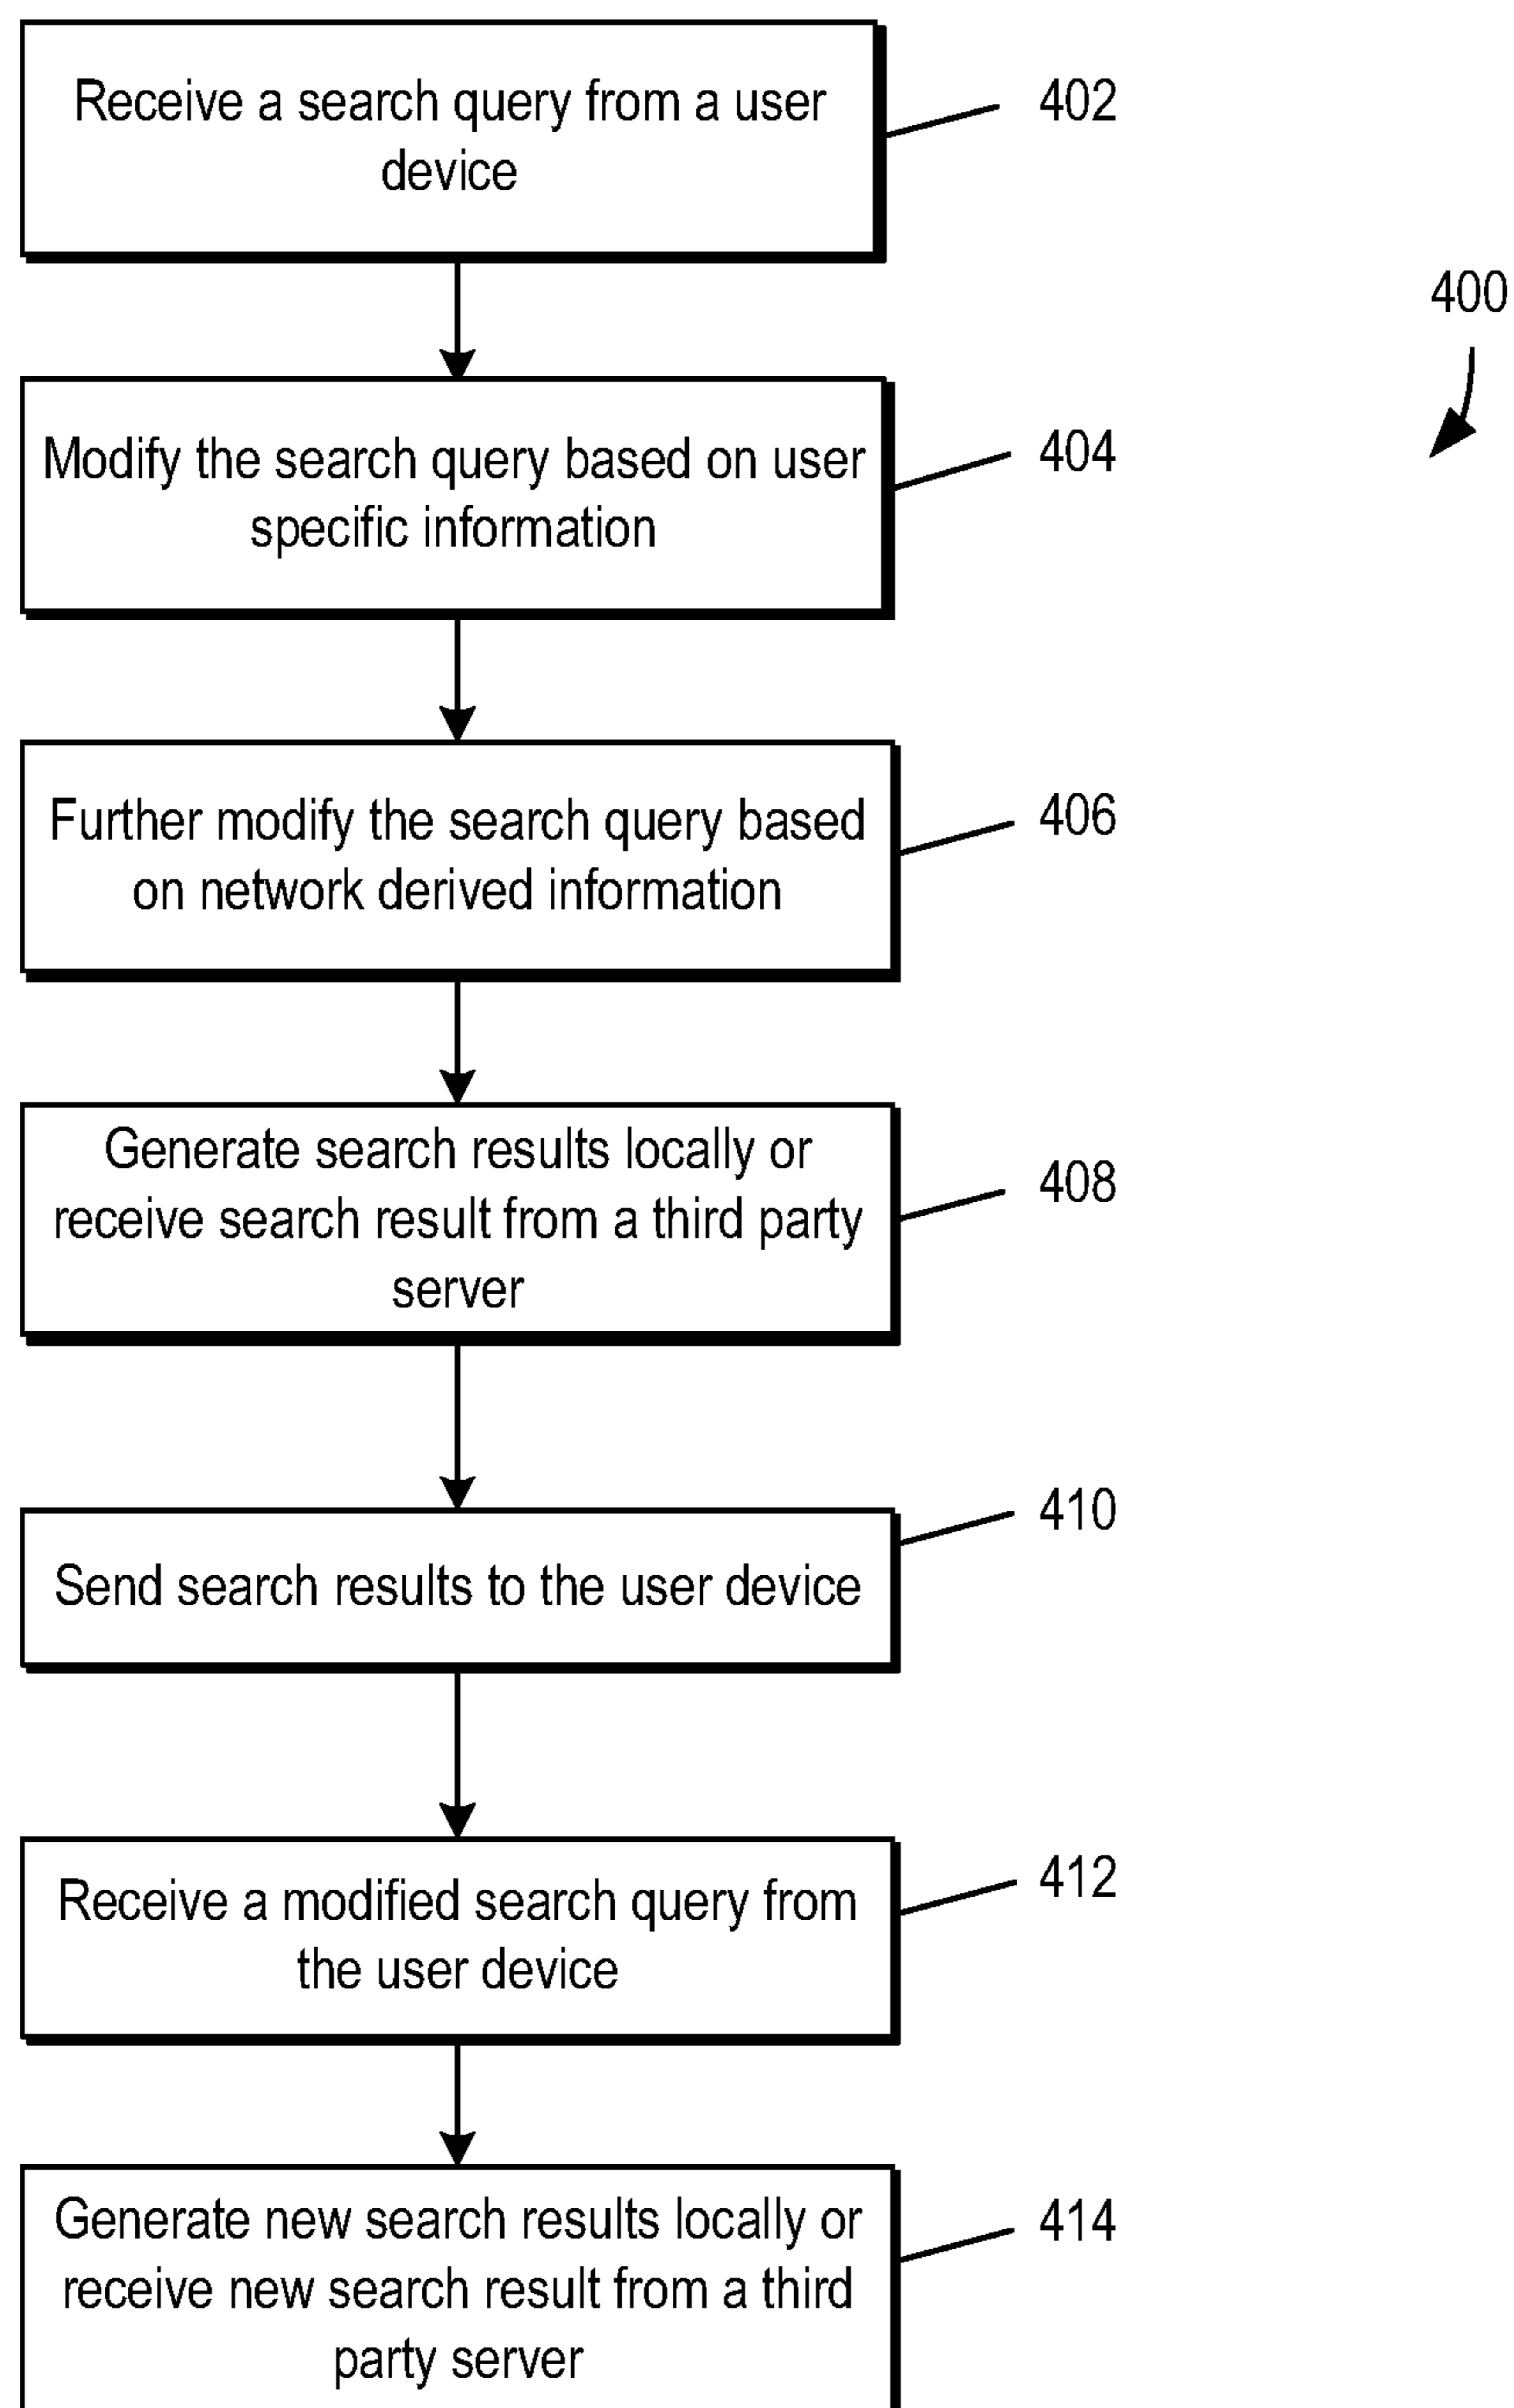 Receive a search query from a user
device
402
400
Modify the search query based on user
specific information
404
Further modify the search query based
on network derived information
406
Generate search results locally or
receive search result from a third party
server
408
Send search results to the user device
410
Receive a modified search query from
the user device
412
Generate new search results locally or
receive new search result from a third
party server
414